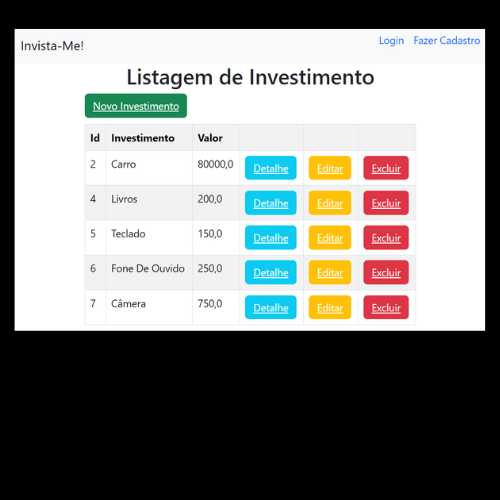 Invista-Me! Login Fazer Cadastro
Listagem de Investimento
Novo Investimento
Id Investimento Valor
2 Carro 80000,0 Detalhe Editar Excluir
4 Livros 200,0 Detalhe Editar Excluir
5 Teclado 150,0 Detalhe Editar Excluir
6 Fone De Ouvido 250,0 Detalhe Editar Excluir
7 Câmera 750,0 Detalhe Editar Excluir